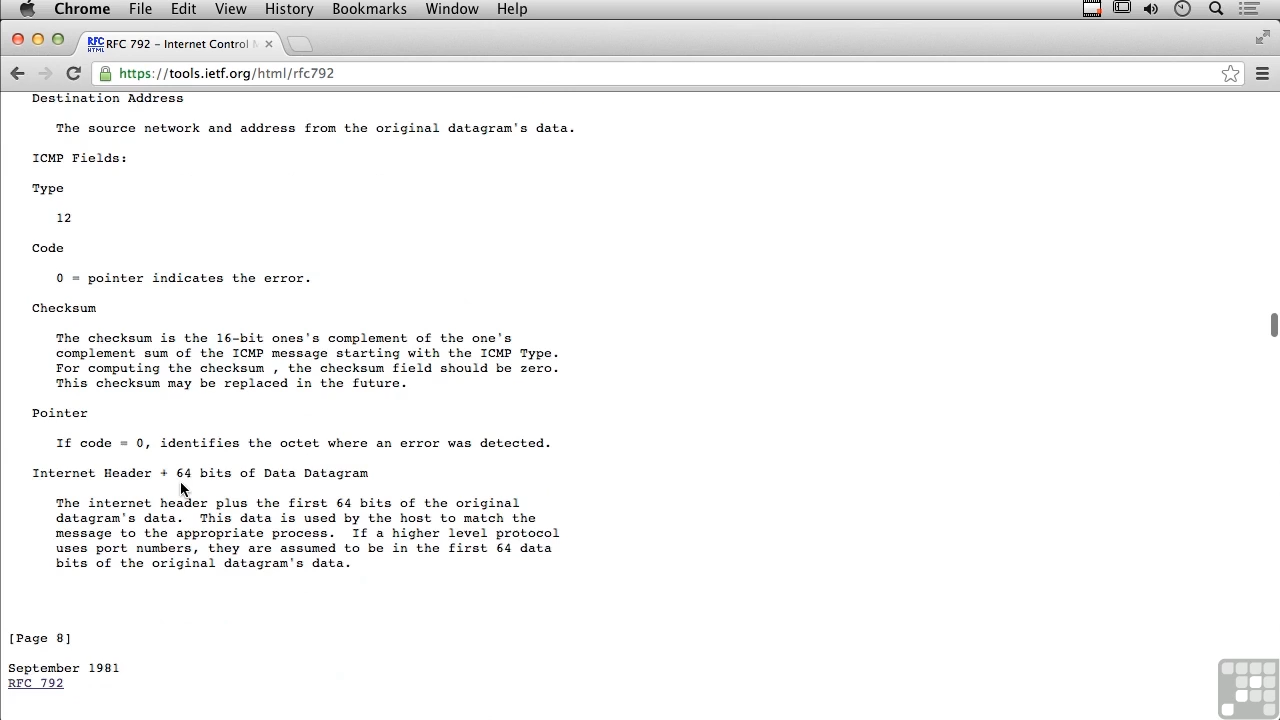 Chrome File Edit View History Bookmarks Window Help
RFC HTML RFC 792 – Internet Control
https://tools.ietf.org/html/rfc792
Destination Address
The source network and address from the original datagram's data.
ICMP Fields:
Type
12
Code
0 = pointer indicates the error.
Checksum
The checksum is the 16-bit ones's complement of the one's
complement sum of the ICMP message starting with the ICMP Type.
For computing the checksum , the checksum field should be zero.
This checksum may be replaced in the future.
Pointer
If code = 0, identifies the octet where an error was detected.
Internet Header + 64 bits of Data Datagram
The internet header plus the first 64 bits of the original
datagram's data.  This data is used by the host to match the
message to the appropriate process.  If a higher level protocol
uses port numbers, they are assumed to be in the first 64 data
bits of the original datagram's data.
[Page 8]
September 1981
RFC 792